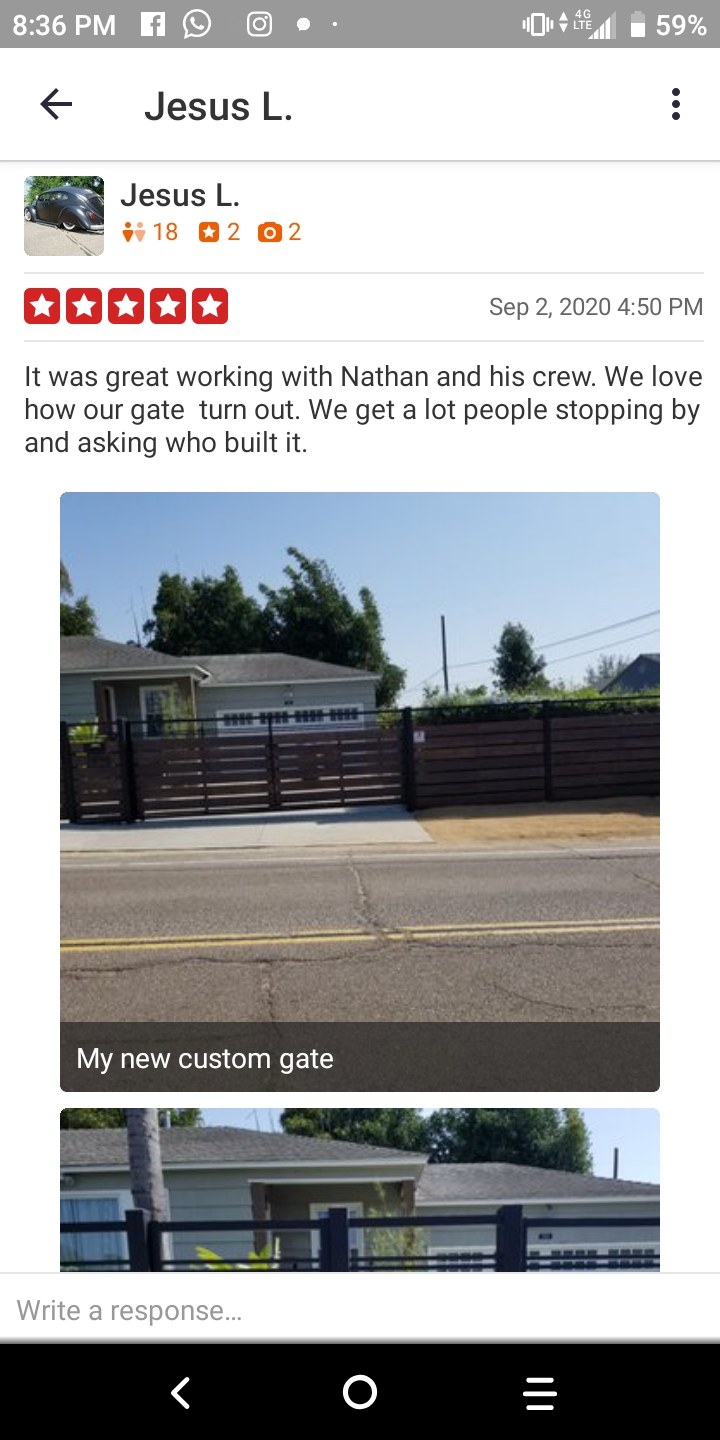 8:36 PM
4G
LTE
59%
Jesus L.
Jesus L.
18 2 2
Sep 2, 2020 4:50 PM
It was great working with Nathan and his crew. We love
how our gate  turn out. We get a lot people stopping by
and asking who built it.
My new custom gate
Write a response...